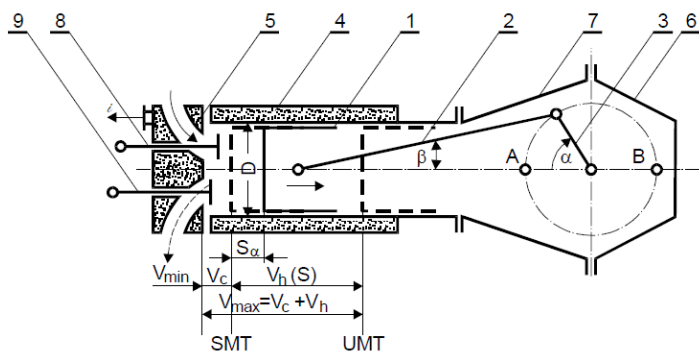 9 8 5 4 1 2 7 3 6
i
A
B
D
β
α
Sα
Vmin
Vc
Vh (S)
Vmax=Vc +Vh
SMT
UMT